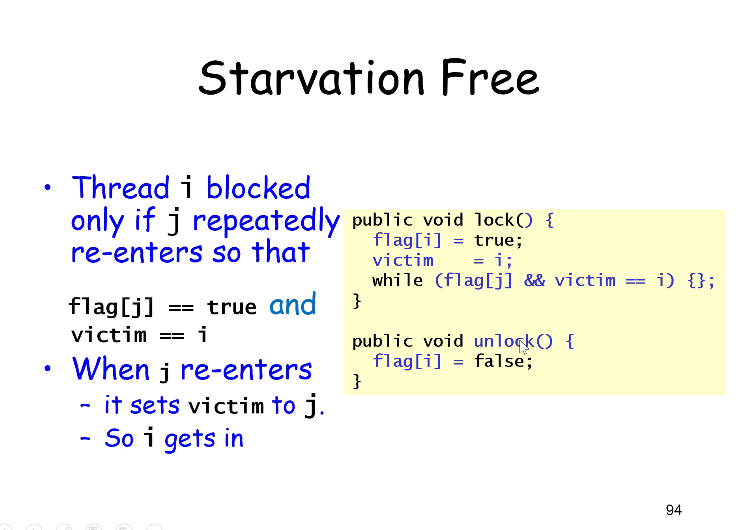 Starvation Free
• Thread i blocked
only if j repeatedly
re-enters so that
flag[j] == true and
victim == i
• When j re-enters
– it sets victim to j.
– So i gets in
public void lock() {
flag[i] = true;
victim = i;
while (flag[j] && victim == i) {};
}
public void unlock() {
flag[i] = false;
}
94